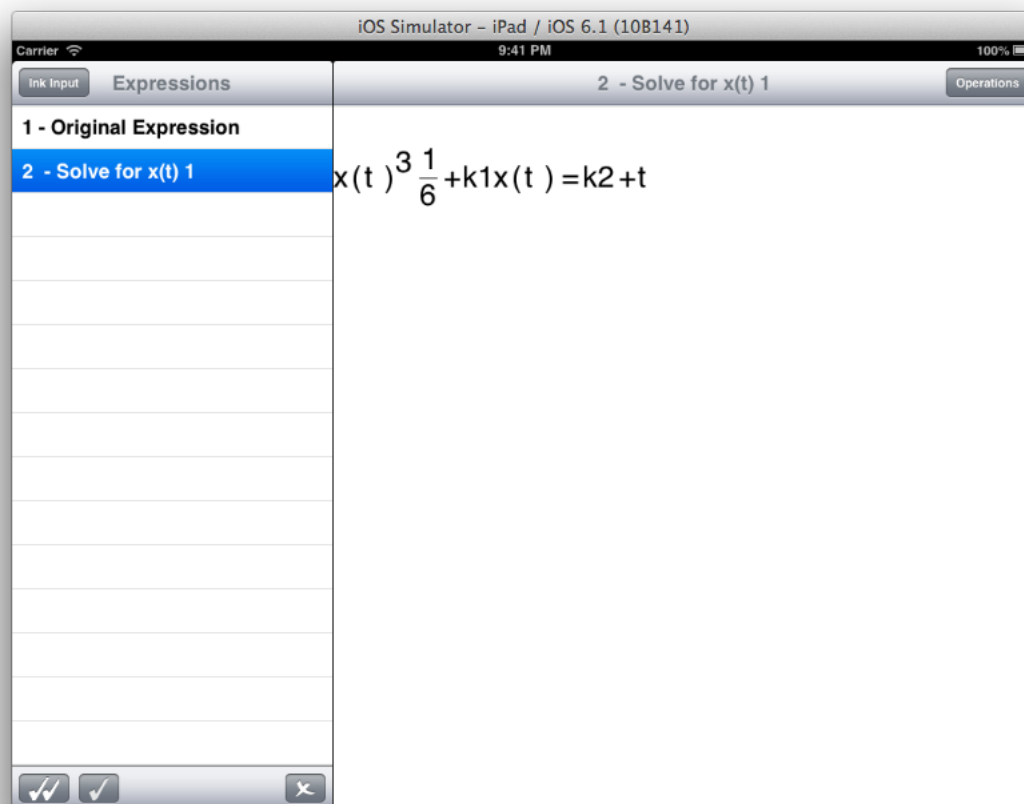 iOS Simulator – iPad / iOS 6.1 (10B141)
Carrier 9:41 PM 100%
Ink Input Expressions 2 - Solve for x(t) 1 Operations
1 - Original Expression
2 - Solve for x(t) 1
x(t )^3 1/6 +k1x(t )=k2+t